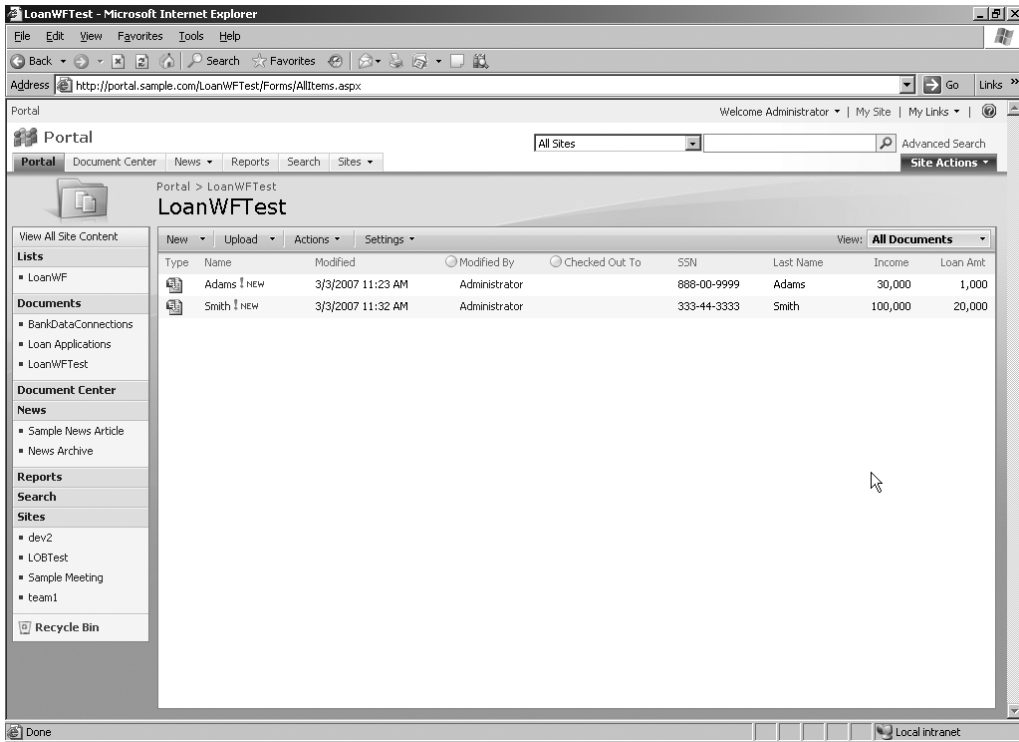 LoanWFTest - Microsoft Internet Explorer
File Edit View Favorites Tools Help
Back Search Favorites
Address http://portal.sample.com/LoanWFTest/Forms/AllItems.aspx Go Links »
Portal Welcome Administrator | My Site | My Links |
Portal All Sites Advanced Search
Portal Document Center News Reports Search Sites Site Actions
Portal > LoanWFTest
LoanWFTest
View All Site Content New Upload Actions Settings View: All Documents
Lists Type Name Modified Modified By Checked Out To SSN Last Name Income Loan Amt
LoanWF Adams ! NEW 3/3/2007 11:23 AM Administrator 888-00-9999 Adams 30,000 1,000
Documents Smith ! NEW 3/3/2007 11:32 AM Administrator 333-44-3333 Smith 100,000 20,000
BankDataConnections
Loan Applications
LoanWFTest
Document Center
News
Sample News Article
News Archive
Reports
Search
Sites
dev2
LOBTest
Sample Meeting
team1
Recycle Bin
Done Local intranet